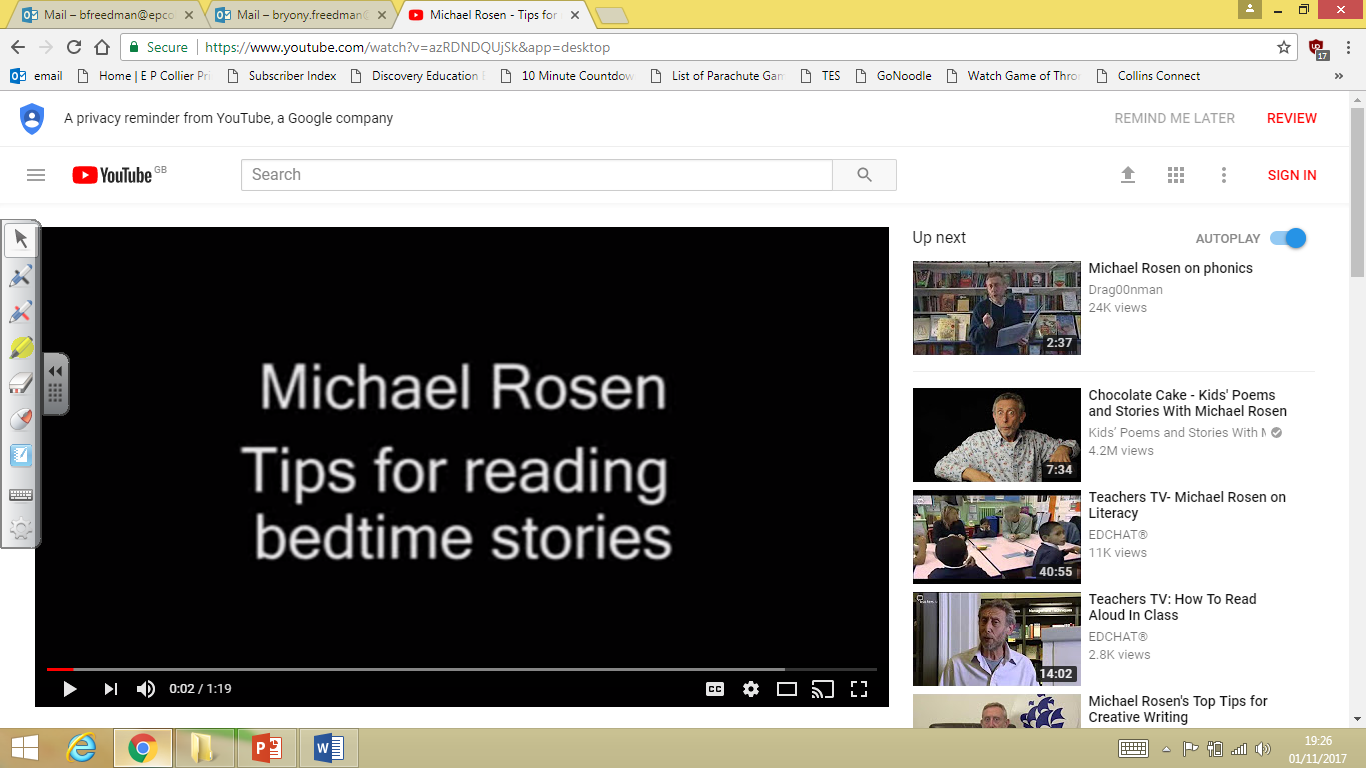 Mail – bfreedman@epco
Mail – bryony.freedman@
Michael Rosen - Tips for
Secure
https://www.youtube.com/watch?v=azRDNDQUjSk&app=desktop
17
email
Home | E P Collier Pri
Subscriber Index
Discovery Education E
10 Minute Countdow
List of Parachute Gam
TES
GoNoodle
Watch Game of Thro
Collins Connect
»
A privacy reminder from YouTube, a Google company
REMIND ME LATER
REVIEW
YouTube GB
Search
SIGN IN
Michael Rosen
Tips for reading
bedtime stories
0:02 / 1:19
CC
Up next
AUTOPLAY
2:37
Michael Rosen on phonics
Drag00nman
24K views
7:34
Chocolate Cake - Kids' Poems
and Stories With Michael Rosen
Kids' Poems and Stories With M
4.2M views
40:55
Teachers TV- Michael Rosen on
Literacy
EDCHAT®
11K views
14:02
Teachers TV: How To Read
Aloud In Class
EDCHAT®
2.8K views
Michael Rosen's Top Tips for
Creative Writing
19:26
01/11/2017